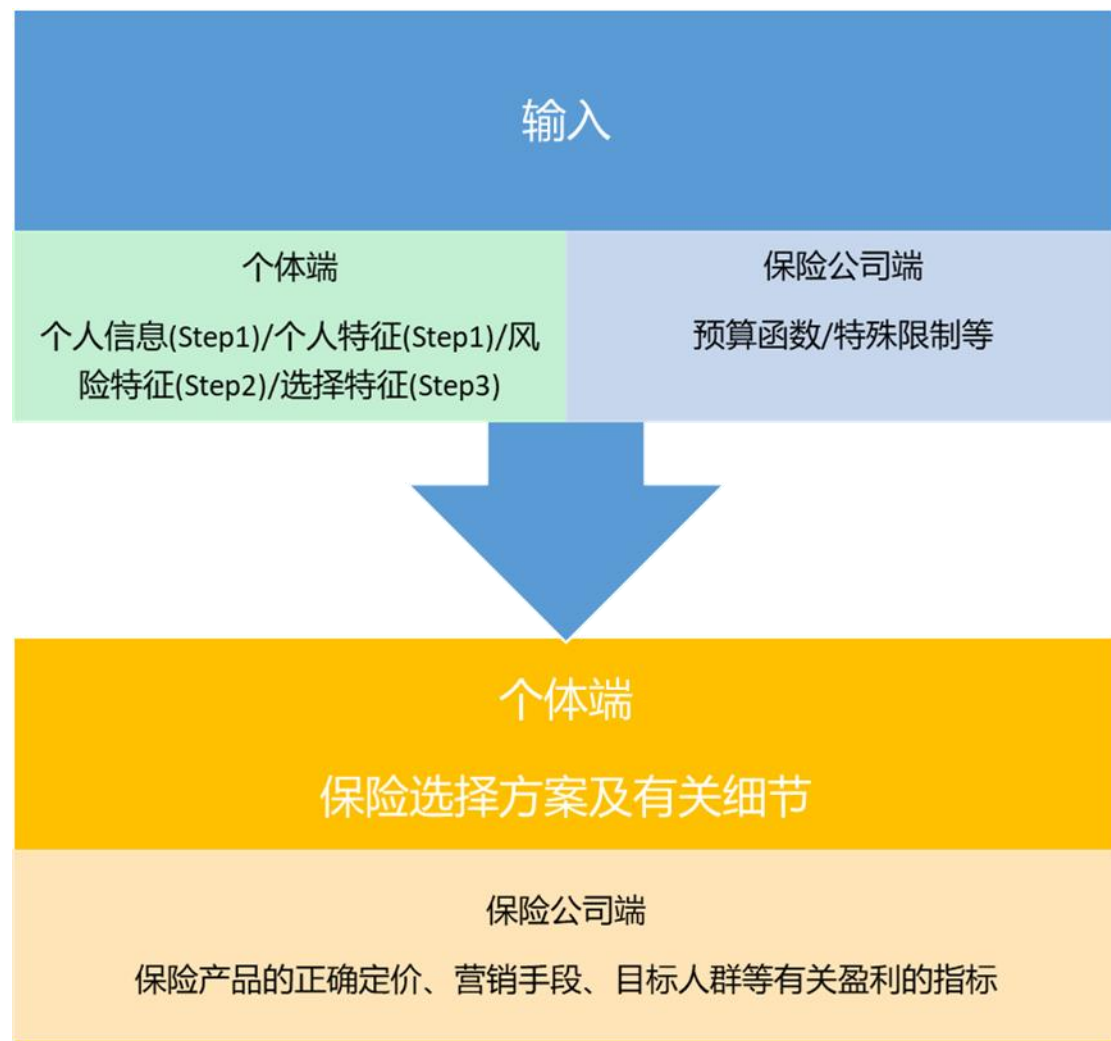 输入
个体端
个人信息(Step1)/个人特征(Step1)/风
险特征(Step2)/选择特征(Step3)
保险公司端
预算函数/特殊限制等
个体端
保险选择方案及有关细节
保险公司端
保险产品的正确定价、营销手段、目标人群等有关盈利的指标